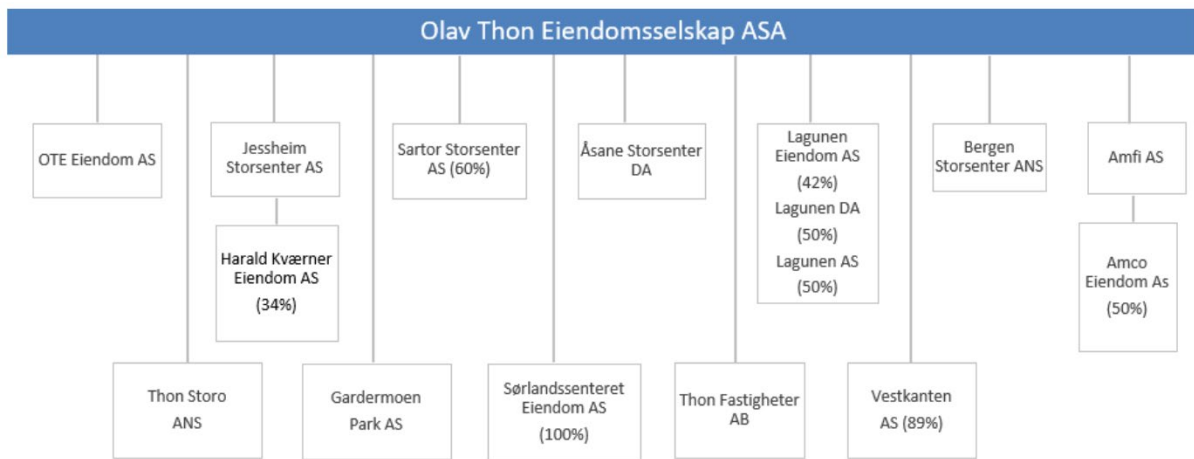 Olav Thon Eiendomsselskap ASA
OTE Eiendom AS
Jessheim
Storsenter AS
Sartor Storsenter
AS (60%)
Åsane Storsenter
DA
Lagunen
Eiendom AS
(42%)
Lagunen DA
(50%)
Lagunen AS
(50%)
Bergen
Storsenter ANS
Amfi AS
Harald Kværner
Eiendom AS
(34%)
Amco
Eiendom As
(50%)
Thon Storo
ANS
Gardermoen
Park AS
Sørlandssenteret
Eiendom AS
(100%)
Thon Fastigheter
AB
Vestkanten
AS (89%)